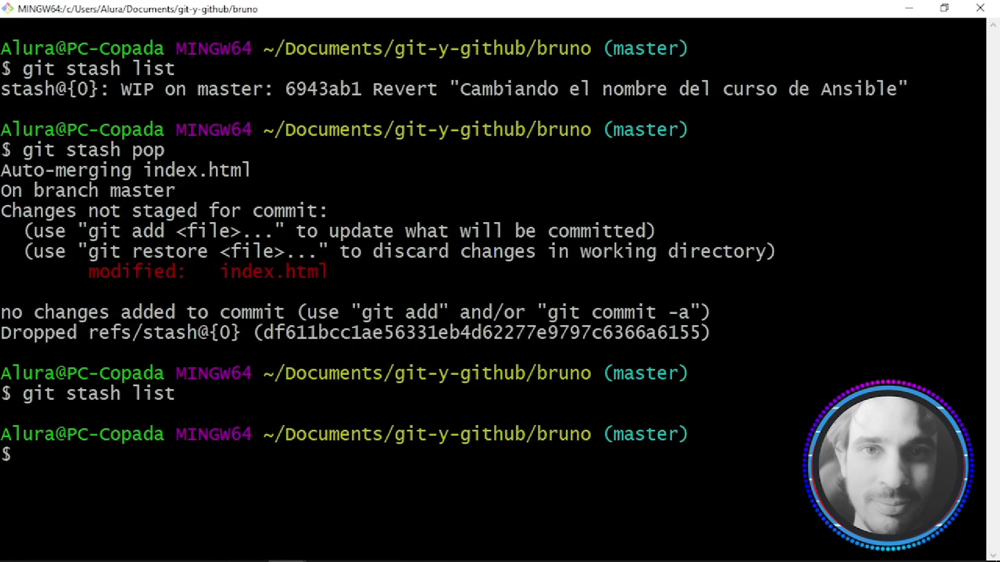 MINGW64:/c/Users/Alura/Documents/git-y-github/bruno
Alura@PC-Copada MINGW64 ~/Documents/git-y-github/bruno (master)
$ git stash list
stash@{0}: WIP on master: 6943ab1 Revert "Cambiando el nombre del curso de Ansible"
Alura@PC-Copada MINGW64 ~/Documents/git-y-github/bruno (master)
$ git stash pop
Auto-merging index.html
On branch master
Changes not staged for commit:
  (use "git add <file>..." to update what will be committed)
  (use "git restore <file>..." to discard changes in working directory)
        modified:   index.html
no changes added to commit (use "git add" and/or "git commit -a")
Dropped refs/stash@{0} (df611bcc1ae56331eb4d62277e9797c6366a6155)
Alura@PC-Copada MINGW64 ~/Documents/git-y-github/bruno (master)
$ git stash list
Alura@PC-Copada MINGW64 ~/Documents/git-y-github/bruno (master)
$